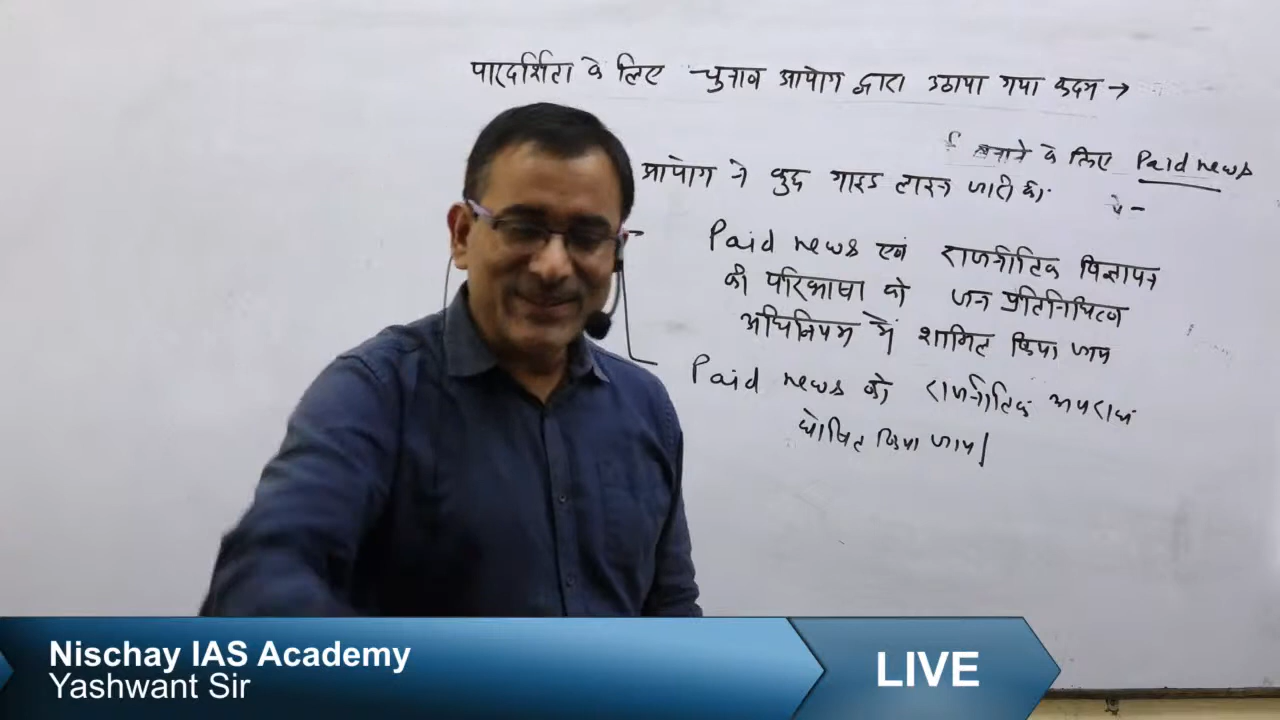 पारदर्शिता के लिए चुनाव आयोग द्वारा उठाया गया कदम →
बनाने के लिए Paid news
आयोग ने कुछ गाइड लाइन जारी की
Paid news एवं राजनीतिक विज्ञापन
की परिभाषा को जन प्रतिनिधित्व
अधिनियम में शामिल किया जाय
Paid news को राजनीतिक अपराध
घोषित किया जाय|
Nischay IAS Academy
Yashwant Sir
LIVE